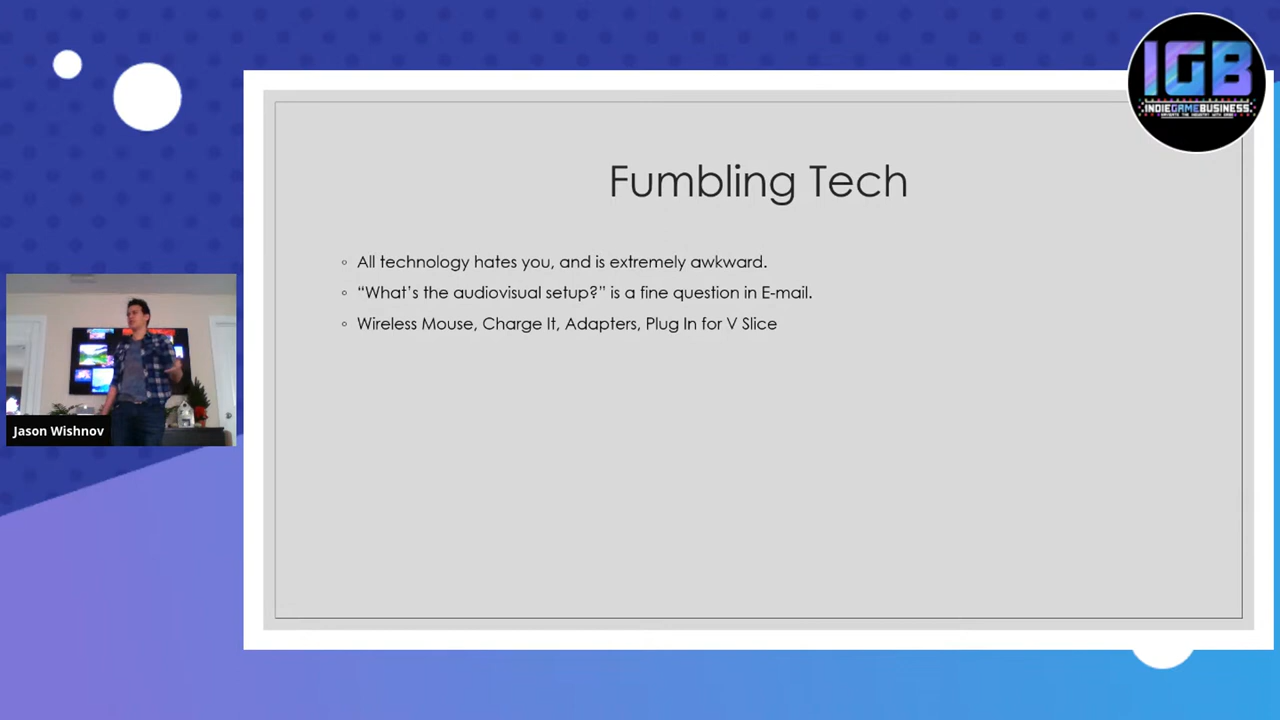 IGB
INDIEGAMEBUSINESS
Fumbling Tech
All technology hates you, and is extremely awkward.
“What’s the audiovisual setup?” is a fine question in E-mail.
Wireless Mouse, Charge It, Adapters, Plug In for V Slice
Jason Wishnov